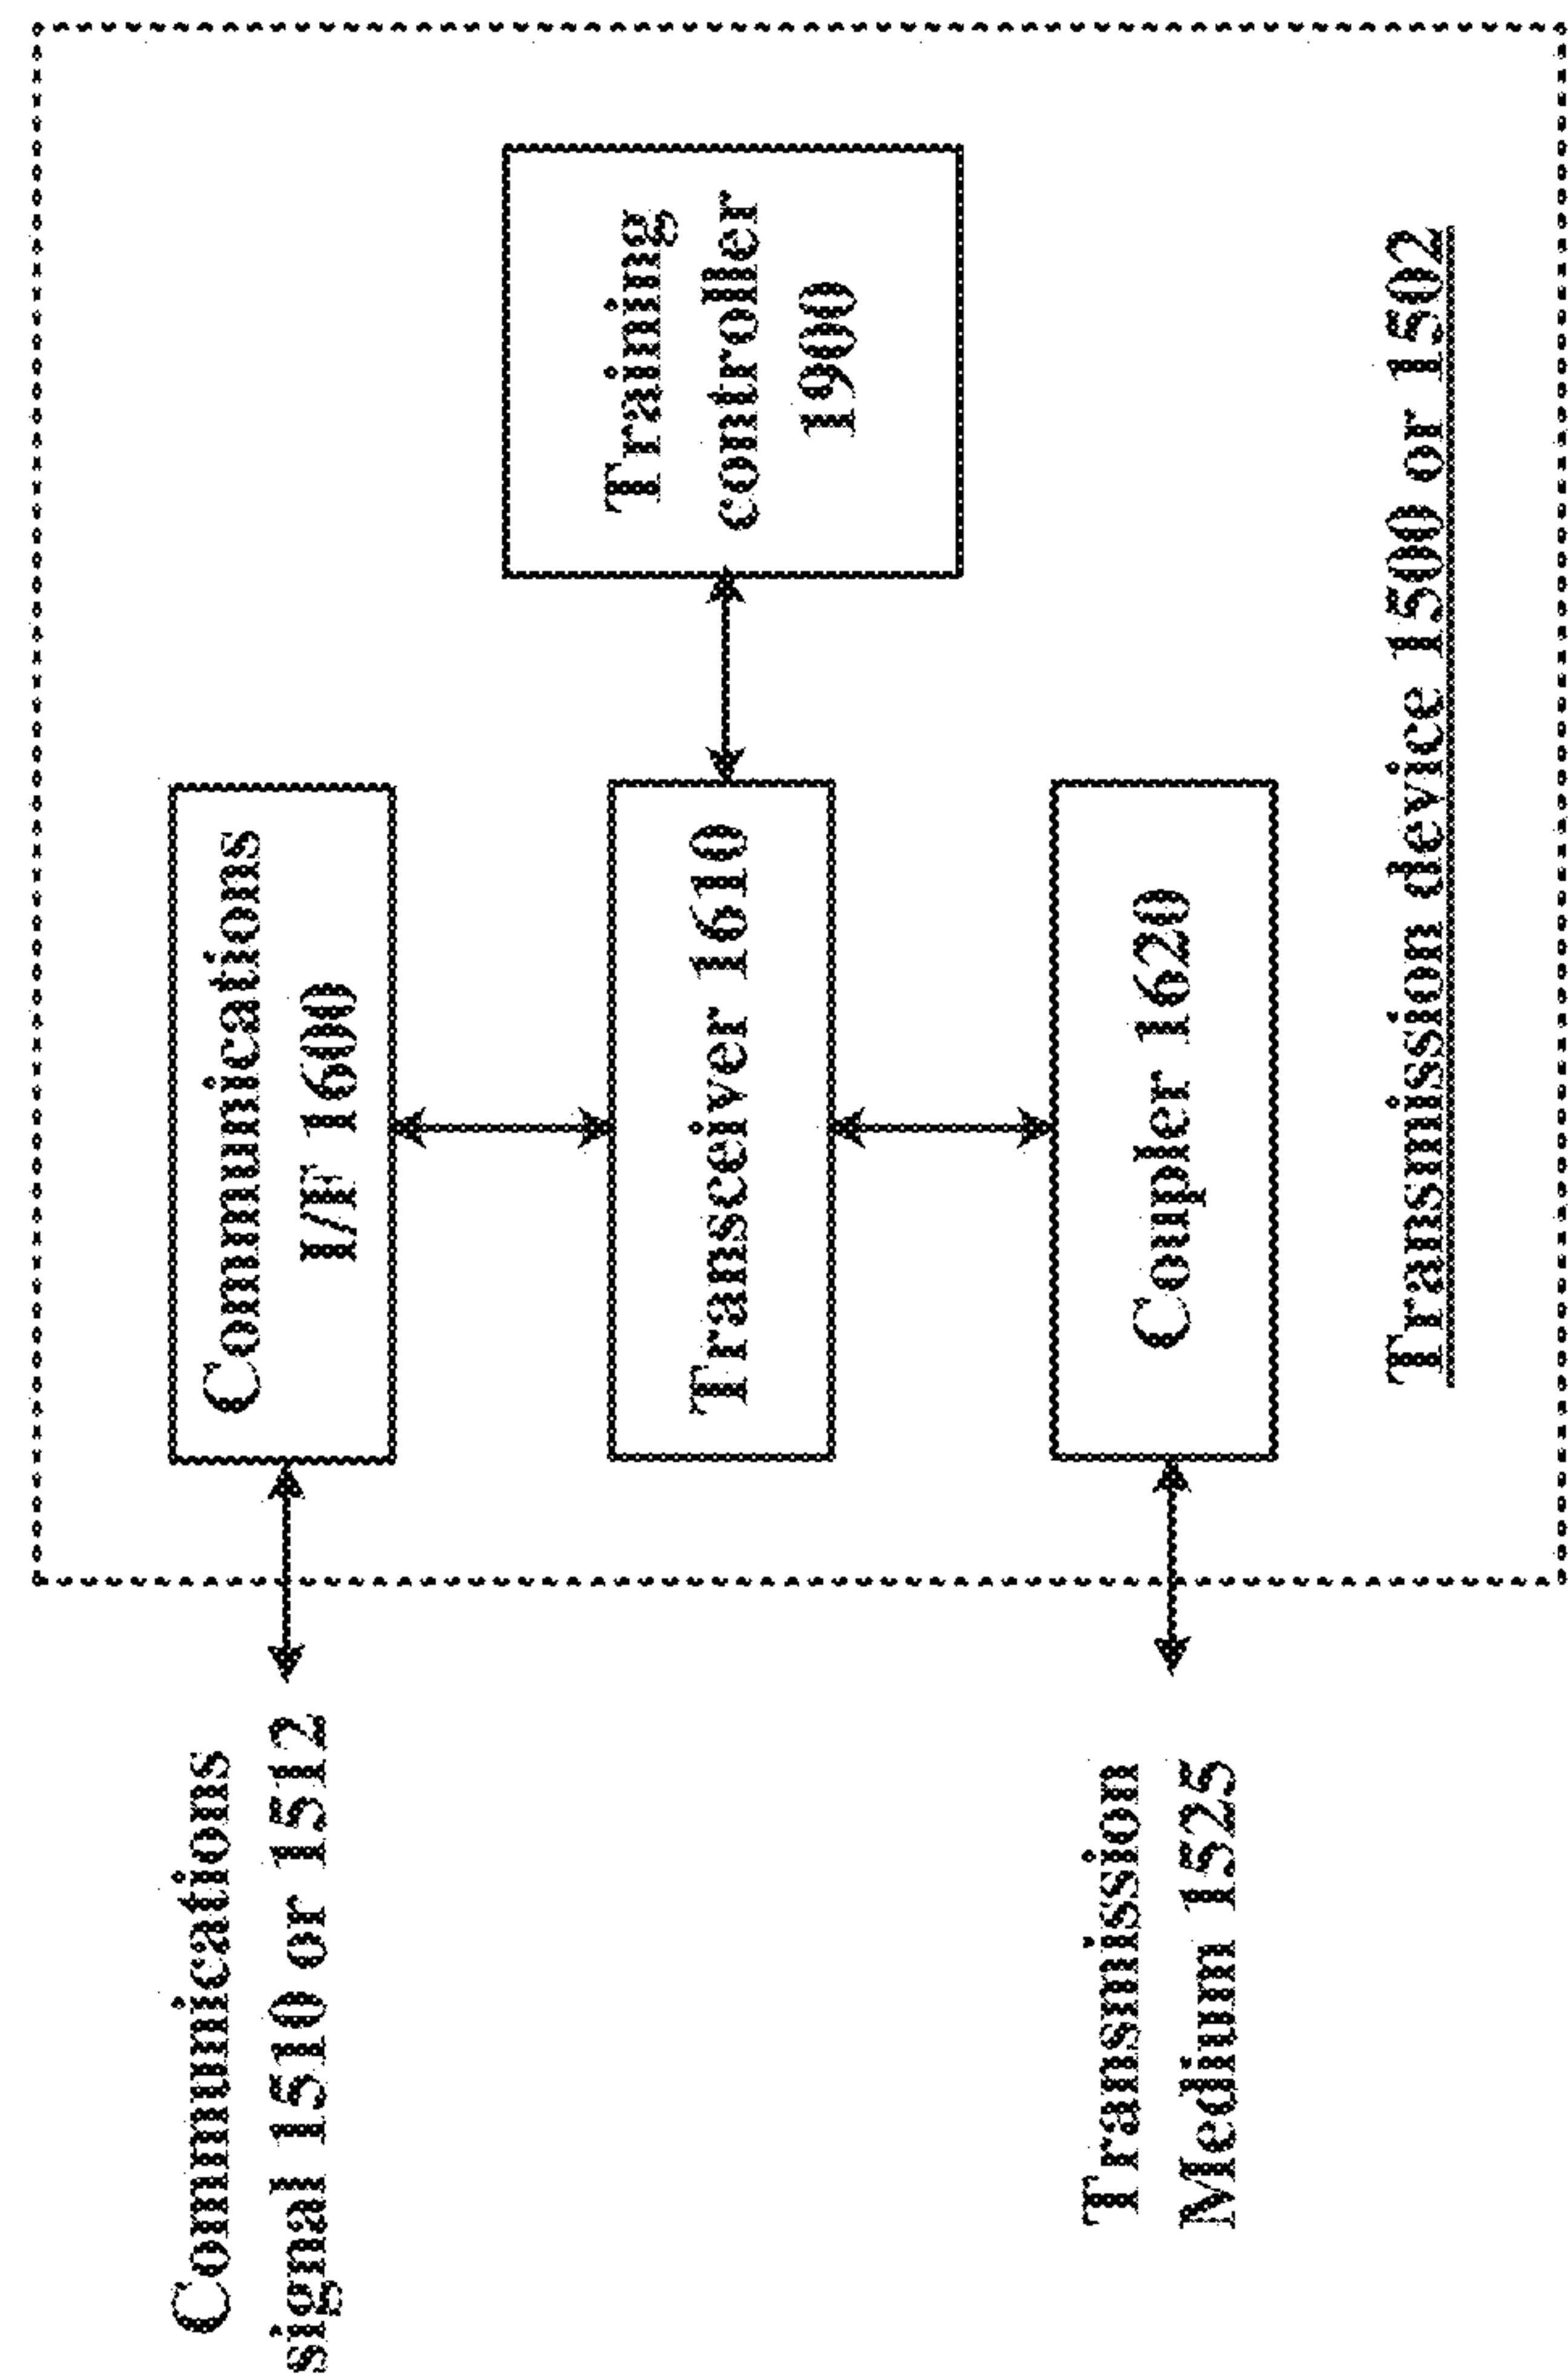 Communications
signal 1510 or 1512
Communications
I/F 1600
Transceiver 1610
Training
controller
1900
Transmission
Medium 1525
Coupler 1620
Transmission device 1500 or 1502